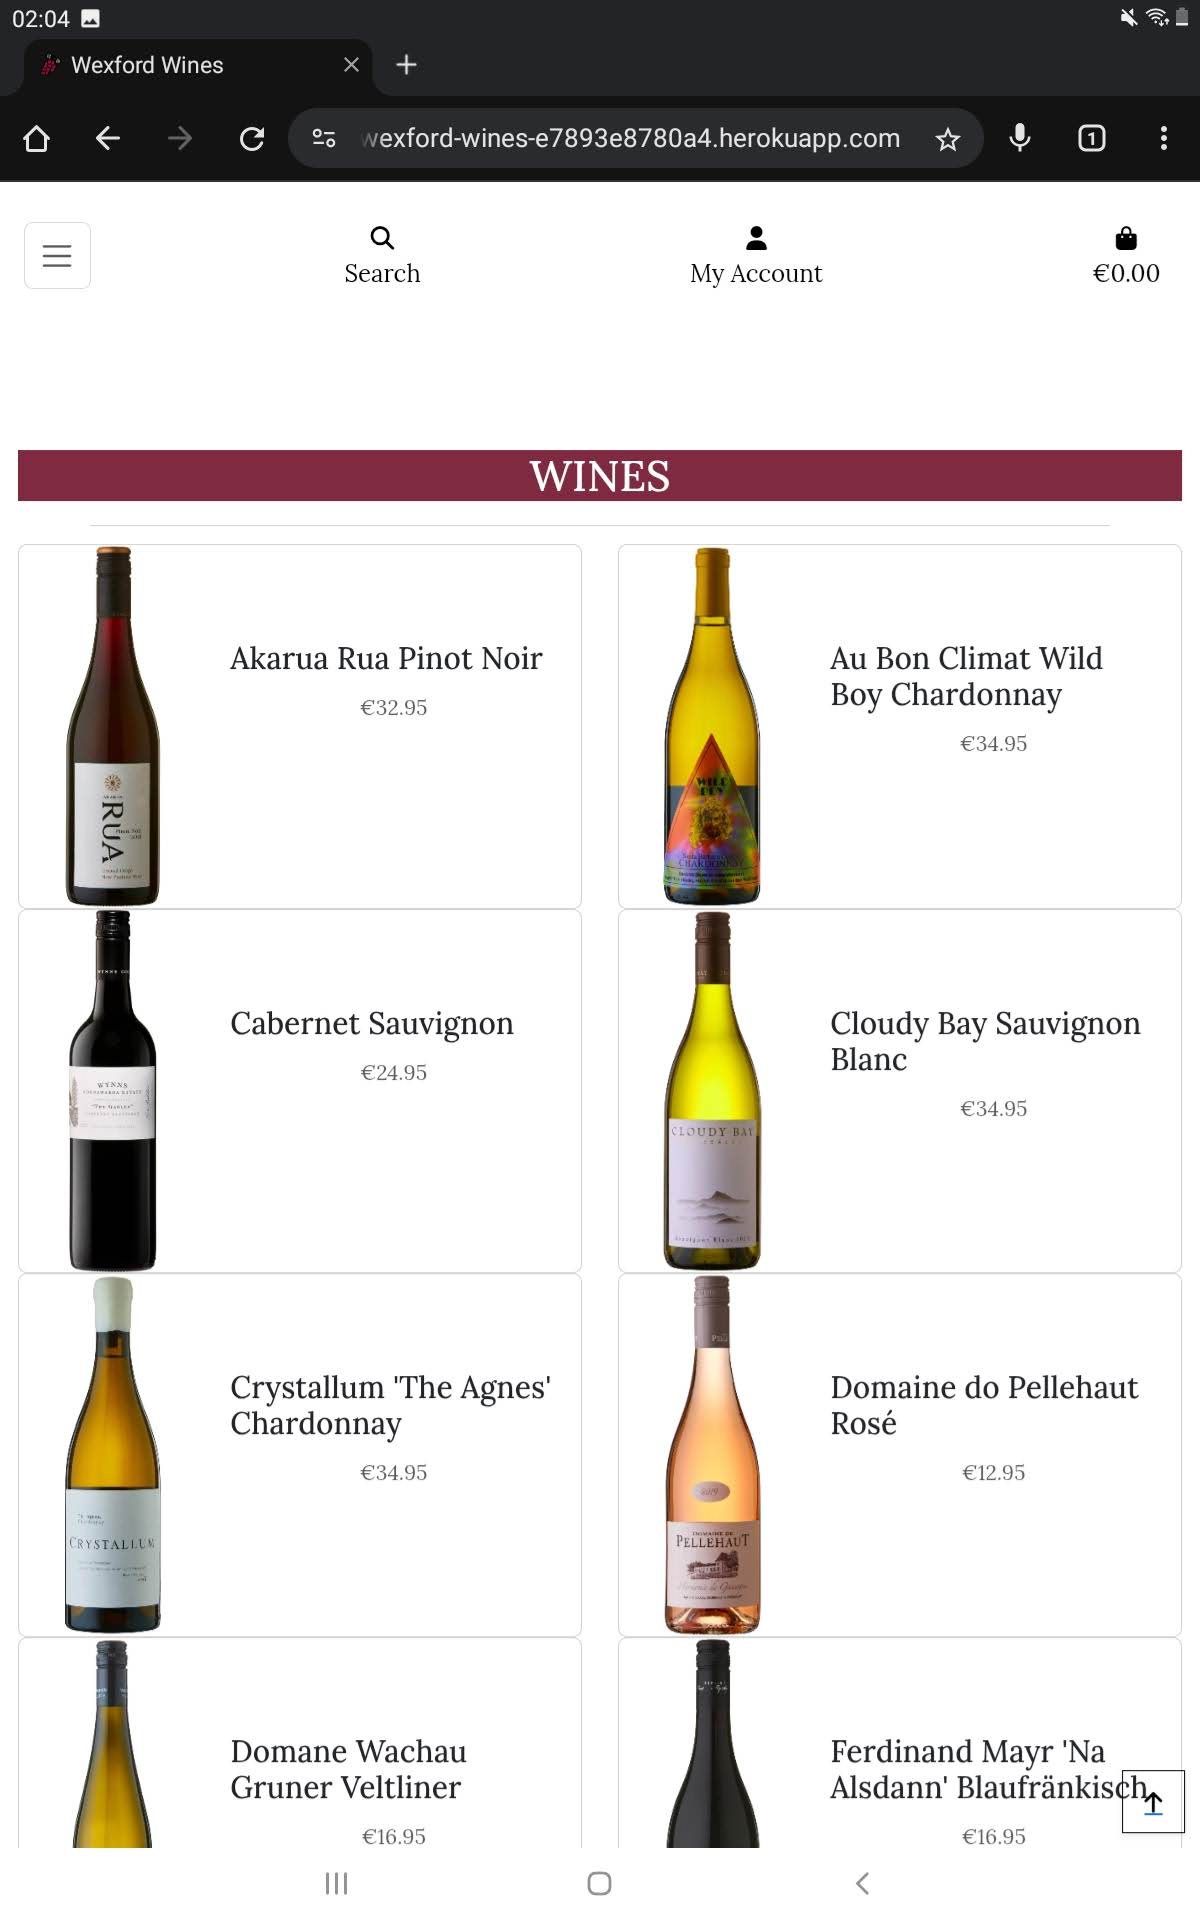 02:04
Wexford Wines
wexford-wines-e7893e8780a4.herokuapp.com
1
Search
My Account
€0.00
WINES
Akarua Rua Pinot Noir
€32.95
RUA
Au Bon Climat Wild
Boy Chardonnay
€34.95
WILD
BOY
CHARDONNAY
Cabernet Sauvignon
€24.95
WYNNS
Cloudy Bay Sauvignon
Blanc
€34.95
CLOUDY BAY
Crystallum 'The Agnes'
Chardonnay
€34.95
CRYSTALLUM
Domaine do Pellehaut
Rosé
€12.95
2019
DOMAINE DE
PELLEHAUT
Domane Wachau
Gruner Veltliner
€16.95
Ferdinand Mayr 'Na
Alsdann' Blaufränkisch
€16.95